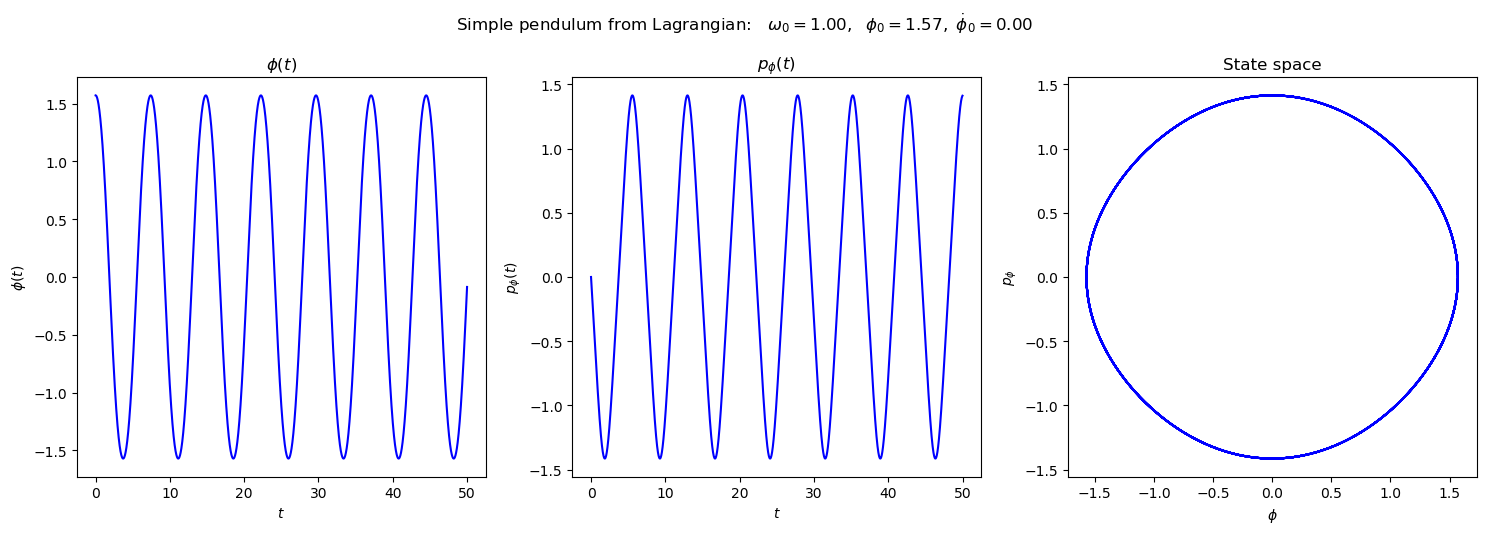 Simple pendulum from Lagrangian: ω₀ = 1.00, ϕ₀ = 1.57, ϕ̇₀ = 0.00
ϕ(t)
p_ϕ(t)
State space
ϕ(t)
1.5
1.0
0.5
0.0
−0.5
−1.0
−1.5
0 10 20 30 40 50
t
p_ϕ(t)
1.5
1.0
0.5
0.0
−0.5
−1.0
−1.5
0 10 20 30 40 50
t
p_ϕ
1.5
1.0
0.5
0.0
−0.5
−1.0
−1.5
−1.5 −1.0 −0.5 0.0 0.5 1.0 1.5
ϕ